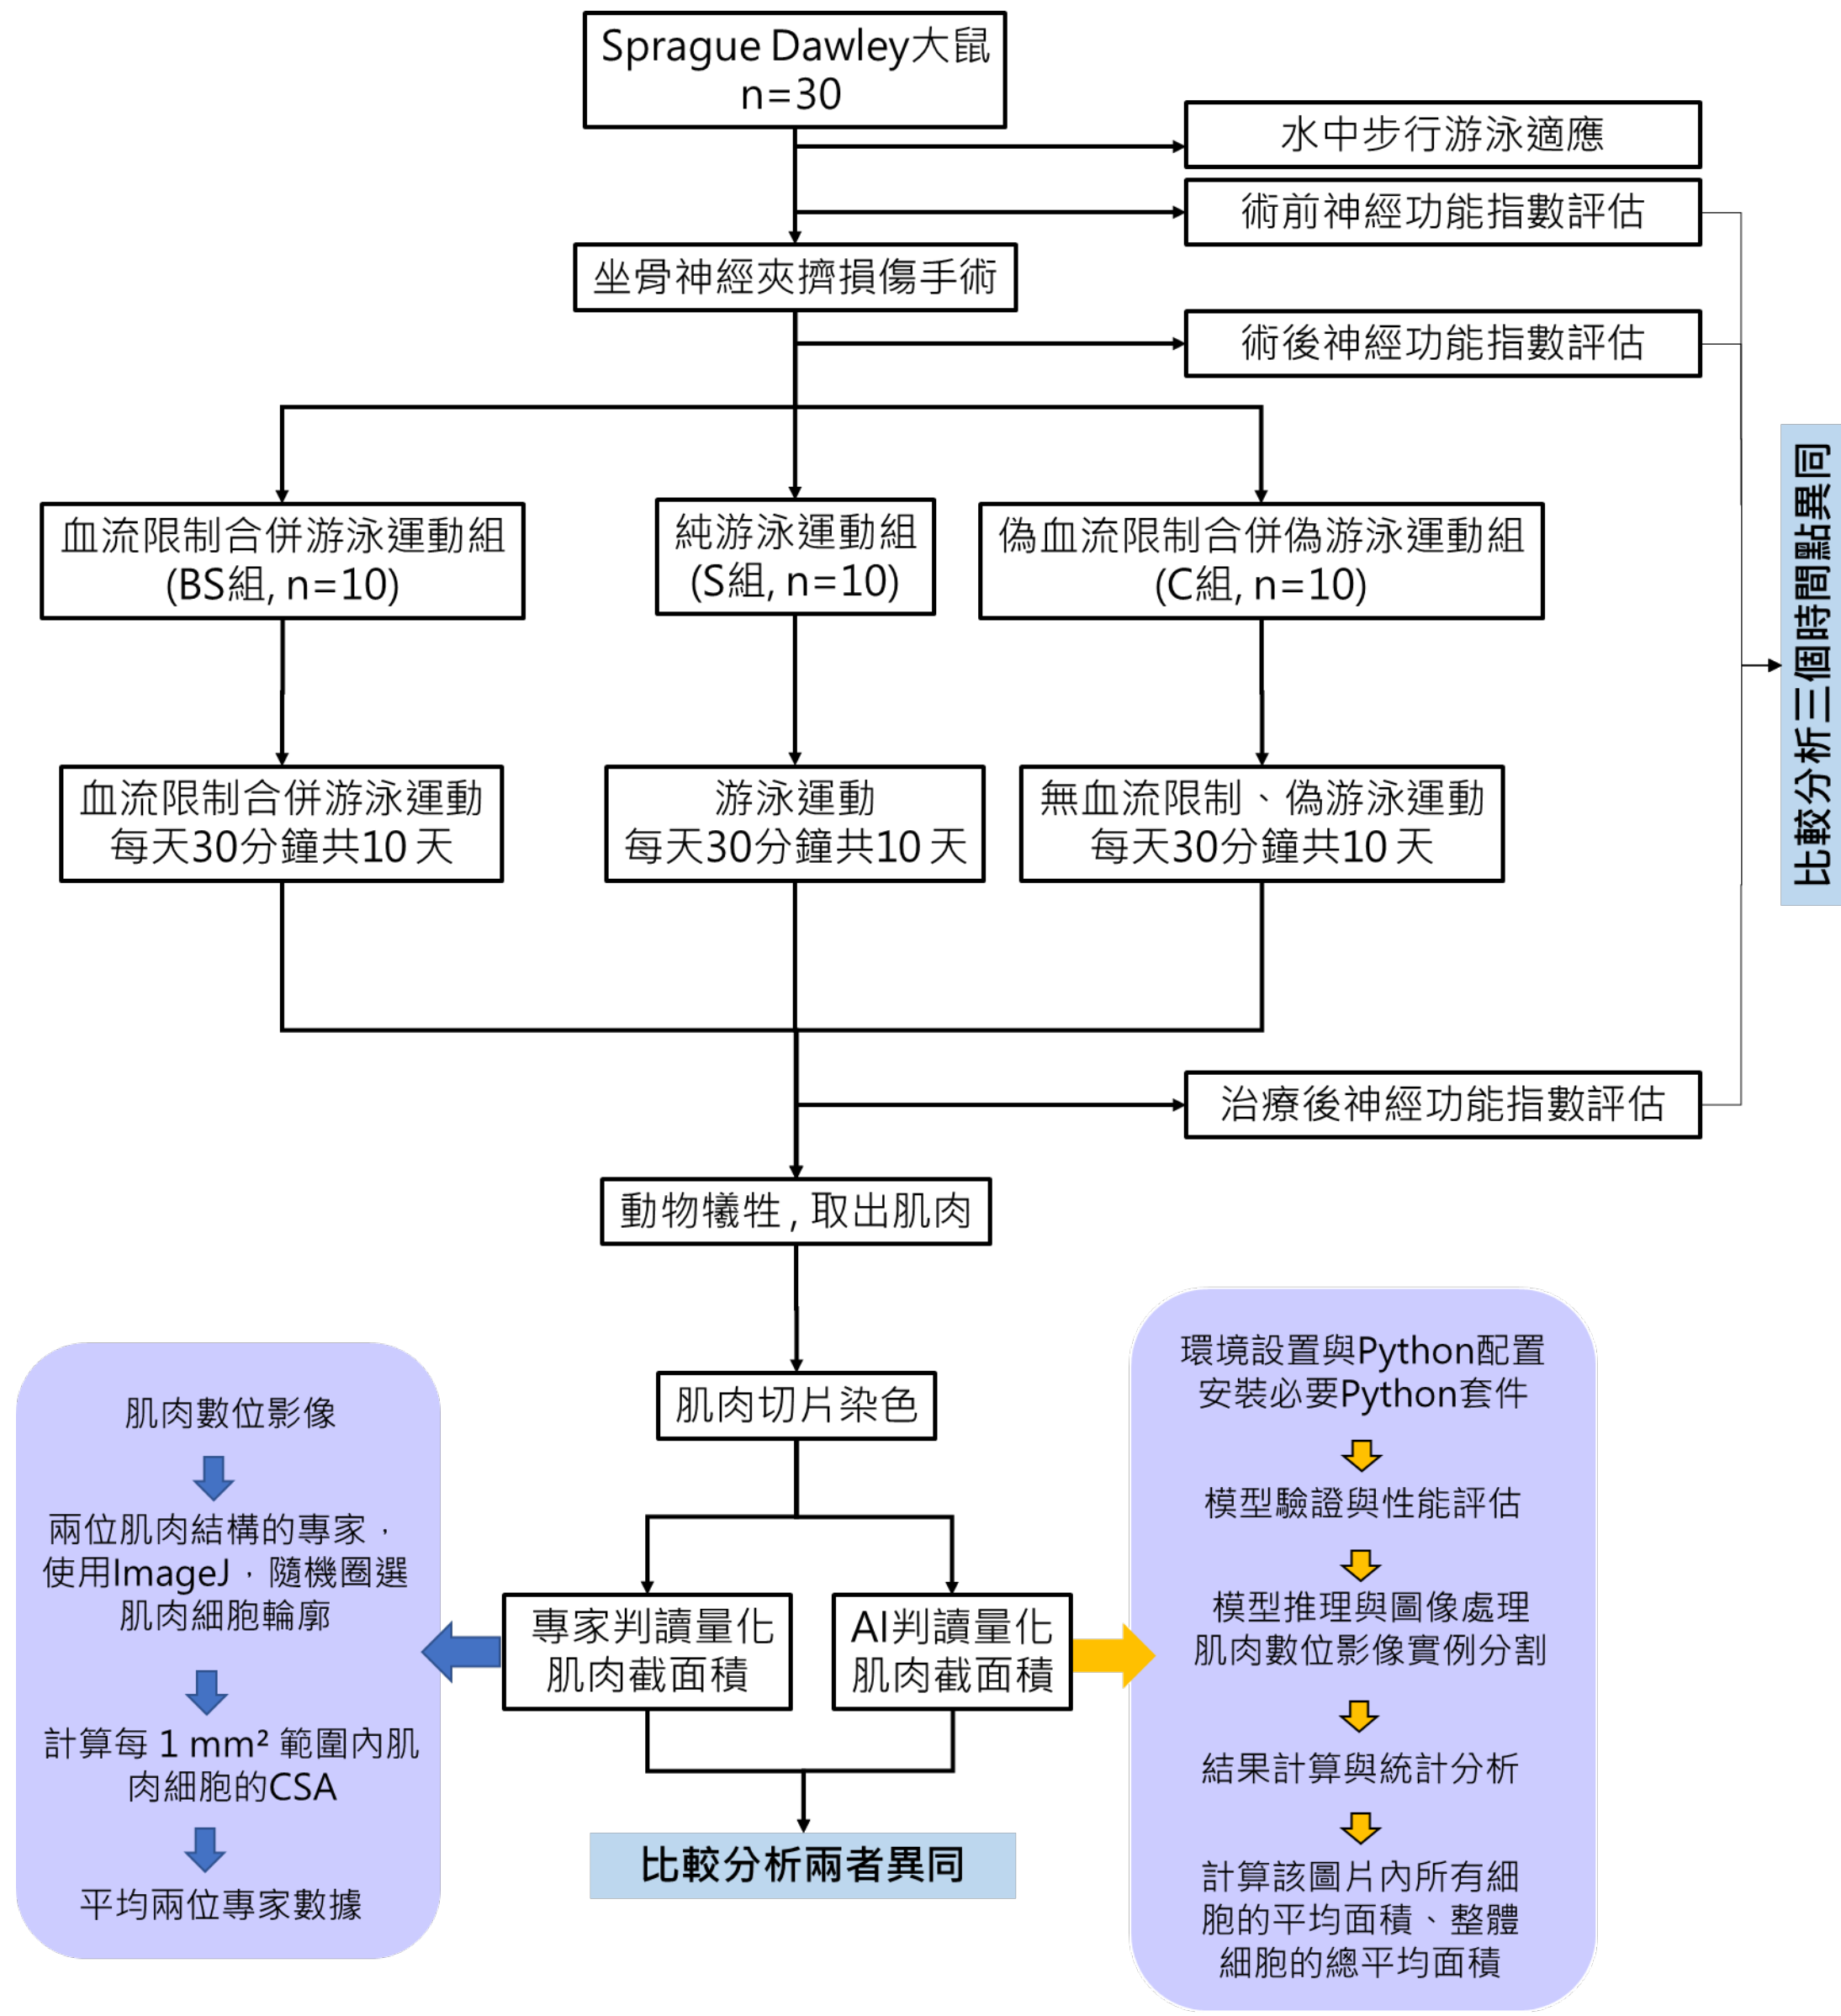 Sprague Dawley大鼠
n=30
水中步行游泳適應
術前神經功能指數評估
坐骨神經夾擠損傷手術
術後神經功能指數評估
比較分析三個時間點異同
血流限制合併游泳運動組
(BS組, n=10)
純游泳運動組
(S組, n=10)
偽血流限制合併偽游泳運動組
(C組, n=10)
血流限制合併游泳運動
每天30分鐘共10 天
游泳運動
每天30分鐘共10 天
無血流限制、偽游泳運動
每天30分鐘共10 天
治療後神經功能指數評估
動物犧牲, 取出肌肉
肌肉切片染色
專家判讀量化
肌肉截面積
AI判讀量化
肌肉截面積
比較分析兩者異同
肌肉數位影像
兩位肌肉結構的專家，
使用ImageJ，隨機圈選
肌肉細胞輪廓
計算每 1 mm² 範圍內肌
肉細胞的CSA
平均兩位專家數據
環境設置與Python配置
安裝必要Python套件
模型驗證與性能評估
模型推理與圖像處理
肌肉數位影像實例分割
結果計算與統計分析
計算該圖片內所有細
胞的平均面積、整體
細胞的總平均面積